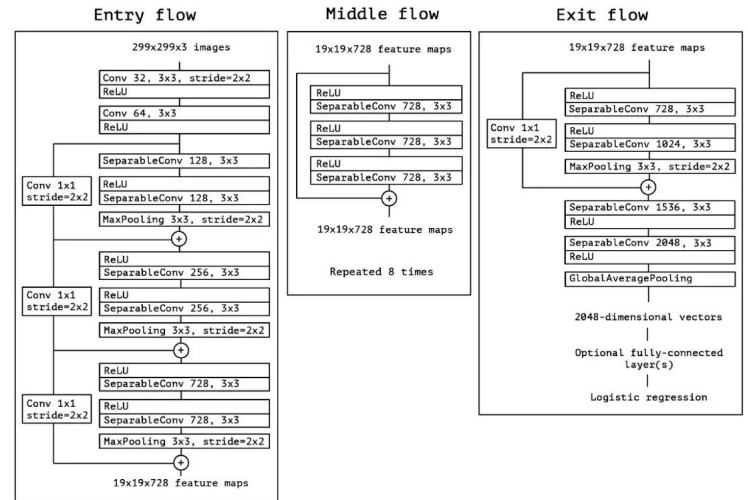 Entry flow
299x299x3 images
Conv 32, 3x3, stride=2x2
ReLU
Conv 64, 3x3
ReLU
SeparableConv 128, 3x3
Conv 1x1
stride=2x2
ReLU
SeparableConv 128, 3x3
MaxPooling 3x3, stride=2x2
+
ReLU
SeparableConv 256, 3x3
Conv 1x1
stride=2x2
ReLU
SeparableConv 256, 3x3
MaxPooling 3x3, stride=2x2
+
ReLU
SeparableConv 728, 3x3
Conv 1x1
stride=2x2
ReLU
SeparableConv 728, 3x3
MaxPooling 3x3, stride=2x2
+
19x19x728 feature maps
Middle flow
19x19x728 feature maps
ReLU
SeparableConv 728, 3x3
ReLU
SeparableConv 728, 3x3
ReLU
SeparableConv 728, 3x3
+
19x19x728 feature maps
Repeated 8 times
Exit flow
19x19x728 feature maps
ReLU
SeparableConv 728, 3x3
Conv 1x1
stride=2x2
ReLU
SeparableConv 1024, 3x3
MaxPooling 3x3, stride=2x2
+
SeparableConv 1536, 3x3
ReLU
SeparableConv 2048, 3x3
ReLU
GlobalAveragePooling
2048-dimensional vectors
Optional fully-connected
layer(s)
Logistic regression